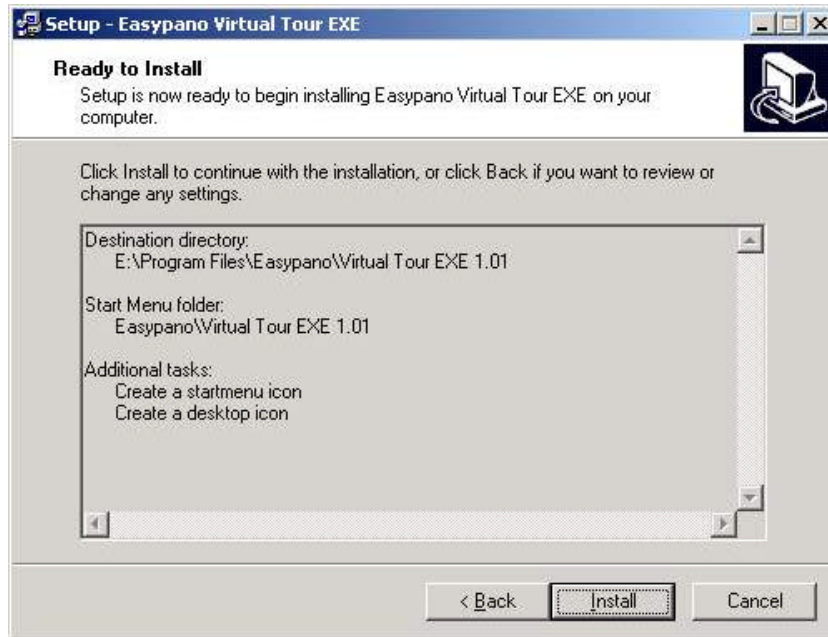 Setup - Easypano Virtual Tour EXE
Ready to Install
Setup is now ready to begin installing Easypano Virtual Tour EXE on your
computer.
Click Install to continue with the installation, or click Back if you want to review or
change any settings.
Destination directory:
E:\Program Files\Easypano\Virtual Tour EXE 1.01
Start Menu folder:
Easypano\Virtual Tour EXE 1.01
Additional tasks:
Create a startmenu icon
Create a desktop icon
< Back Install Cancel